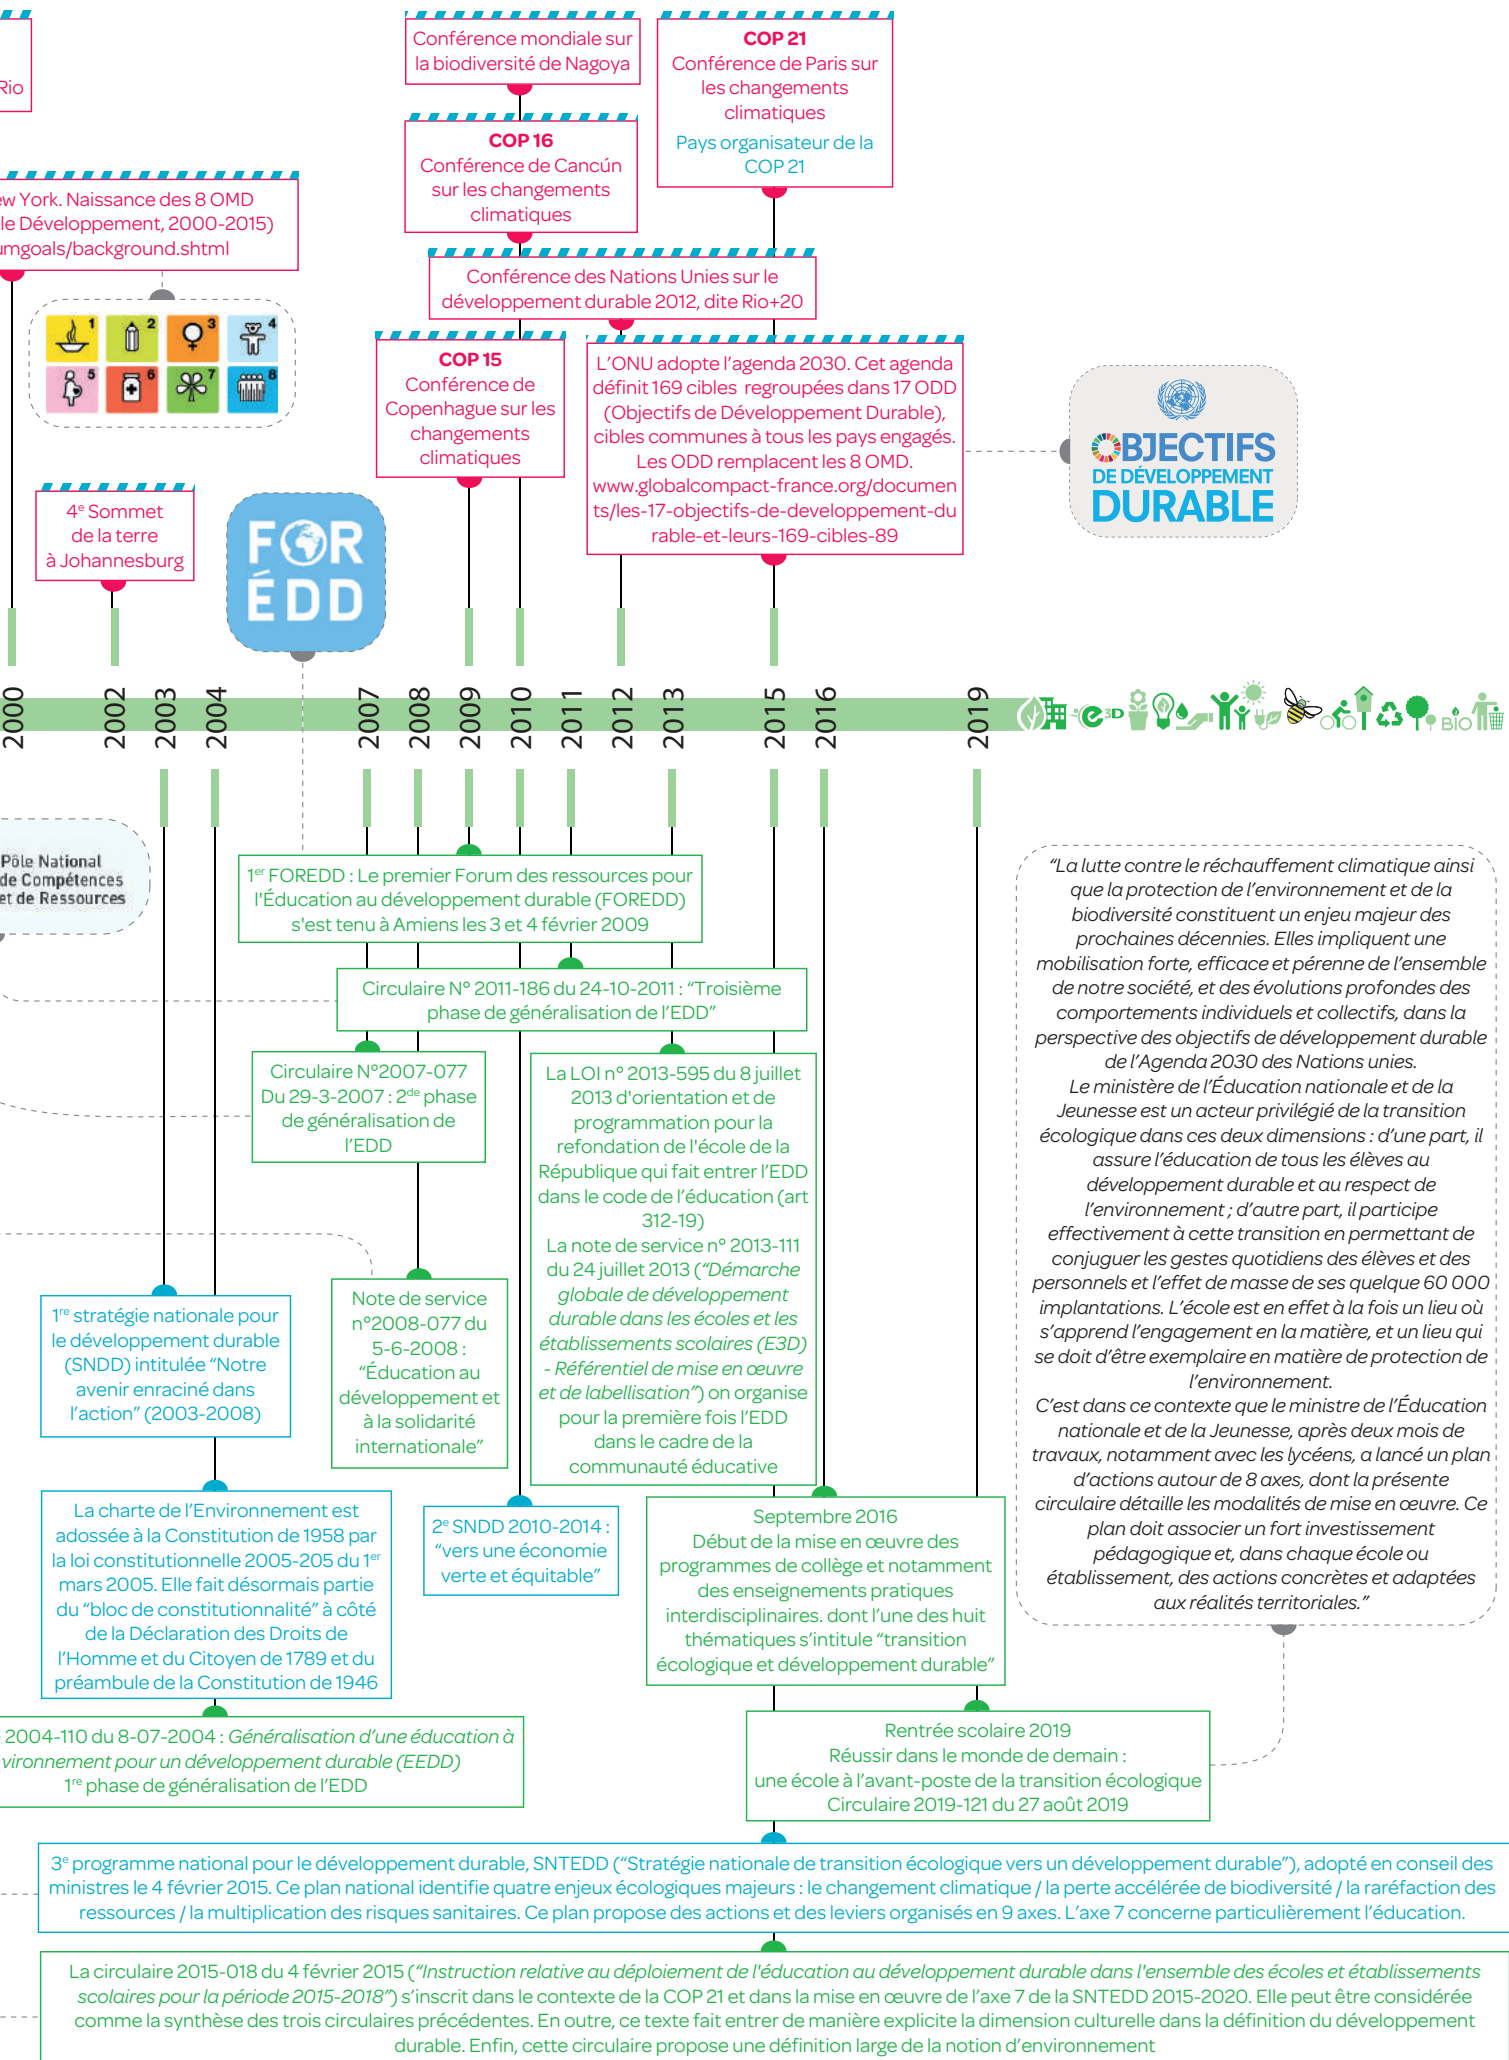 Rio
Conférence mondiale sur
la biodiversité de Nagoya
COP 21
Conférence de Paris sur
les changements
climatiques
Pays organisateur de la
COP 21
COP 16
Conférence de Cancún
sur les changements
climatiques
ew York. Naissance des 8 OMD
le Développement, 2000-2015)
umgoals/background.shtml
Conférence des Nations Unies sur le
développement durable 2012, dite Rio+20
1 2 3 4
5 6 7 8
COP 15
Conférence de
Copenhague sur les
changements
climatiques
L’ONU adopte l’agenda 2030. Cet agenda
définit 169 cibles regroupées dans 17 ODD
(Objectifs de Développement Durable),
cibles communes à tous les pays engagés.
Les ODD remplacent les 8 OMD.
www.globalcompact-france.org/documen
ts/les-17-objectifs-de-developpement-du
rable-et-leurs-169-cibles-89
OBJECTIFS
DE DÉVELOPPEMENT
DURABLE
4e Sommet
de la terre
à Johannesburg
FOR
ÉDD
2000
2002
2003
2004
2007
2008
2009
2010
2011
2012
2013
2015
2016
2019
e3D
BIO
Pôle National
de Compétences
et de Ressources
1er FOREDD : Le premier Forum des ressources pour
l'Éducation au développement durable (FOREDD)
s'est tenu à Amiens les 3 et 4 février 2009
Circulaire N° 2011-186 du 24-10-2011 : “Troisième
phase de généralisation de l’EDD”
Circulaire N°2007-077
Du 29-3-2007 : 2de phase
de généralisation de
l’EDD
La LOI n° 2013-595 du 8 juillet
2013 d'orientation et de
programmation pour la
refondation de l'école de la
République qui fait entrer l’EDD
dans le code de l’éducation (art
312-19)
La note de service n° 2013-111
du 24 juillet 2013 (“Démarche
globale de développement
durable dans les écoles et les
établissements scolaires (E3D)
- Référentiel de mise en œuvre
et de labellisation”) on organise
pour la première fois l’EDD
dans le cadre de la
communauté éducative
Note de service
n°2008-077 du
5-6-2008 :
“Éducation au
développement et
à la solidarité
internationale”
1re stratégie nationale pour
le développement durable
(SNDD) intitulée “Notre
avenir enraciné dans
l’action” (2003-2008)
La charte de l’Environnement est
adossée à la Constitution de 1958 par
la loi constitutionnelle 2005-205 du 1er
mars 2005. Elle fait désormais partie
du “bloc de constitutionnalité” à côté
de la Déclaration des Droits de
l’Homme et du Citoyen de 1789 et du
préambule de la Constitution de 1946
2e SNDD 2010-2014 :
“vers une économie
verte et équitable”
Septembre 2016
Début de la mise en œuvre des
programmes de collège et notamment
des enseignements pratiques
interdisciplinaires. dont l’une des huit
thématiques s’intitule “transition
écologique et développement durable”
“La lutte contre le réchauffement climatique ainsi
que la protection de l’environnement et de la
biodiversité constituent un enjeu majeur des
prochaines décennies. Elles impliquent une
mobilisation forte, efficace et pérenne de l’ensemble
de notre société, et des évolutions profondes des
comportements individuels et collectifs, dans la
perspective des objectifs de développement durable
de l’Agenda 2030 des Nations unies.
Le ministère de l’Éducation nationale et de la
Jeunesse est un acteur privilégié de la transition
écologique dans ces deux dimensions : d’une part, il
assure l’éducation de tous les élèves au
développement durable et au respect de
l’environnement ; d’autre part, il participe
effectivement à cette transition en permettant de
conjuguer les gestes quotidiens des élèves et des
personnels et l’effet de masse de ses quelque 60 000
implantations. L’école est en effet à la fois un lieu où
s’apprend l’engagement en la matière, et un lieu qui
se doit d’être exemplaire en matière de protection de
l’environnement.
C’est dans ce contexte que le ministre de l’Éducation
nationale et de la Jeunesse, après deux mois de
travaux, notamment avec les lycéens, a lancé un plan
d’actions autour de 8 axes, dont la présente
circulaire détaille les modalités de mise en œuvre. Ce
plan doit associer un fort investissement
pédagogique et, dans chaque école ou
établissement, des actions concrètes et adaptées
aux réalités territoriales.”
2004-110 du 8-07-2004 : Généralisation d’une éducation à
vironnement pour un développement durable (EEDD)
1re phase de généralisation de l’EDD
Rentrée scolaire 2019
Réussir dans le monde de demain :
une école à l’avant-poste de la transition écologique
Circulaire 2019-121 du 27 août 2019
3e programme national pour le développement durable, SNTEDD (“Stratégie nationale de transition écologique vers un développement durable”), adopté en conseil des
ministres le 4 février 2015. Ce plan national identifie quatre enjeux écologiques majeurs : le changement climatique / la perte accélérée de biodiversité / la raréfaction des
ressources / la multiplication des risques sanitaires. Ce plan propose des actions et des leviers organisés en 9 axes. L’axe 7 concerne particulièrement l’éducation.
La circulaire 2015-018 du 4 février 2015 (“Instruction relative au déploiement de l'éducation au développement durable dans l'ensemble des écoles et établissements
scolaires pour la période 2015-2018”) s’inscrit dans le contexte de la COP 21 et dans la mise en œuvre de l’axe 7 de la SNTEDD 2015-2020. Elle peut être considérée
comme la synthèse des trois circulaires précédentes. En outre, ce texte fait entrer de manière explicite la dimension culturelle dans la définition du développement
durable. Enfin, cette circulaire propose une définition large de la notion d’environnement